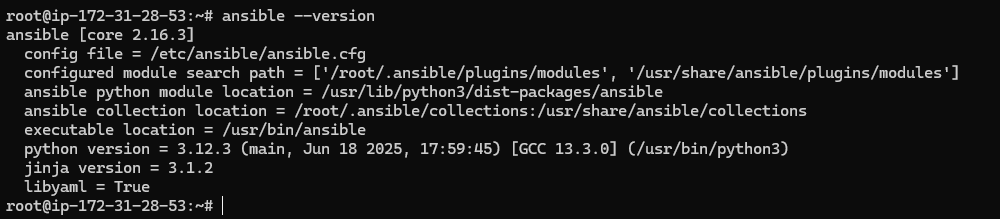 root@ip-172-31-28-53:~# ansible --version
ansible [core 2.16.3]
  config file = /etc/ansible/ansible.cfg
  configured module search path = ['/root/.ansible/plugins/modules', '/usr/share/ansible/plugins/modules']
  ansible python module location = /usr/lib/python3/dist-packages/ansible
  ansible collection location = /root/.ansible/collections:/usr/share/ansible/collections
  executable location = /usr/bin/ansible
  python version = 3.12.3 (main, Jun 18 2025, 17:59:45) [GCC 13.3.0] (/usr/bin/python3)
  jinja version = 3.1.2
  libyaml = True
root@ip-172-31-28-53:~#